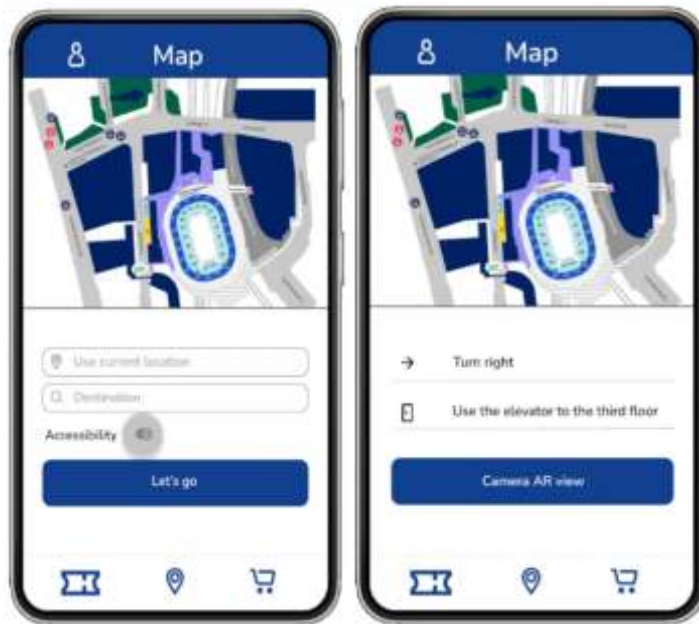 Map
Use current location
Destination
Accessibility
Let's go
Map
Turn right
Use the elevator to the third floor
Camera AR view